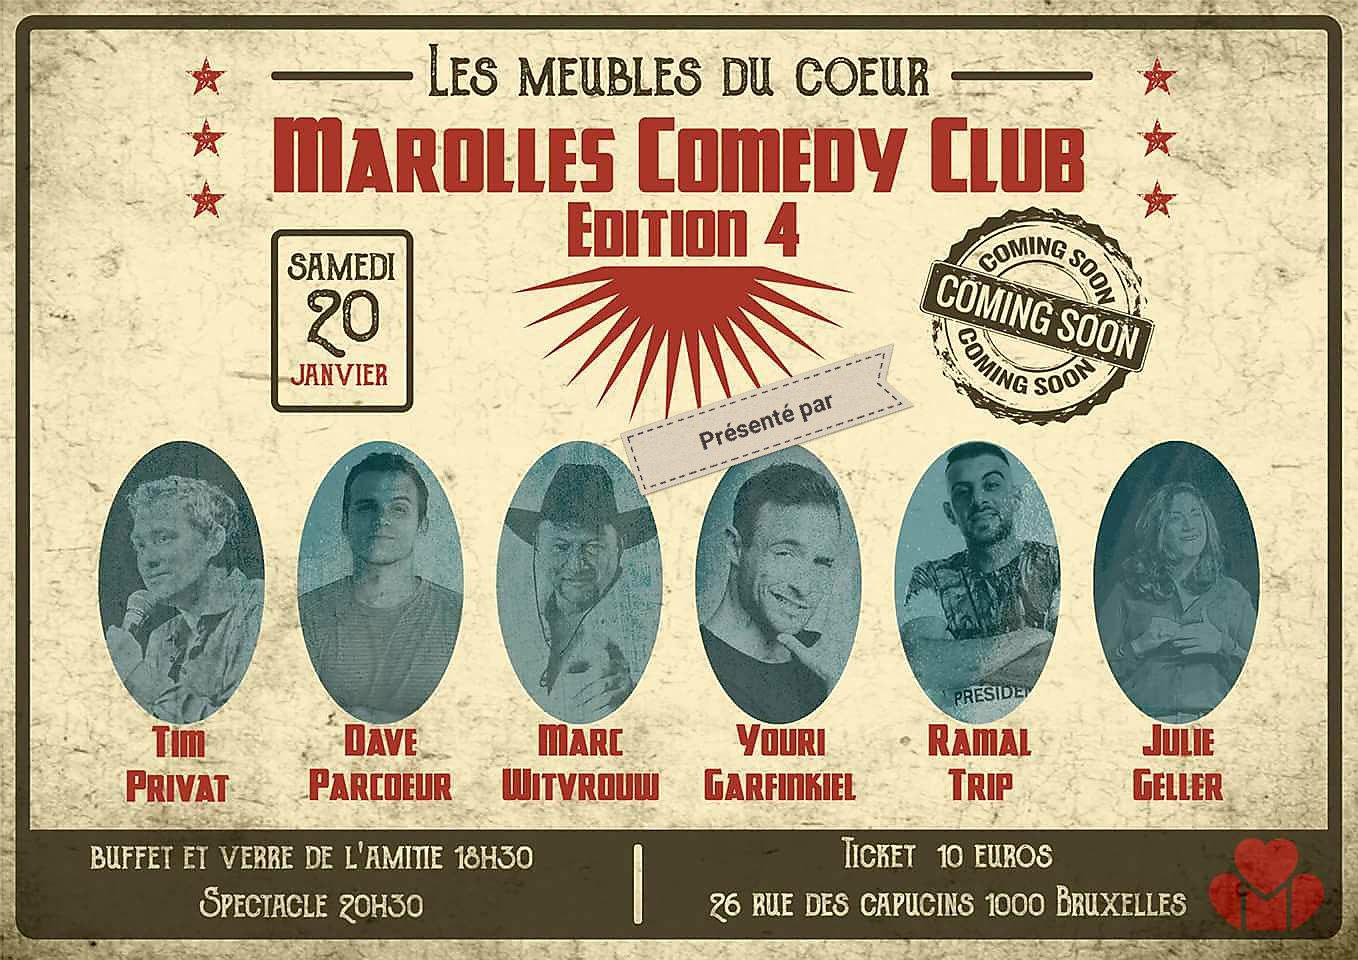 LES MEUBLES DU COEUR
MAROLLES COMEDY CLUB
EDITION 4
SAMEDI
20
JANVIER
COMING SOON
COMING SOON
COMING SOON
Présenté par
PRESIDEN
TIM
PRIVAT
DAVE
PARCOEUR
MARC
WITVROUW
YOURI
GARFINKIEL
RAMAL
TRIP
JULIE
GELLER
BUFFET ET VERRE DE L'AMITIE 18H30
SPECTACLE 20H30
TICKET 10 EUROS
26 RUE DES CAPUCINS 1000 BRUXELLES